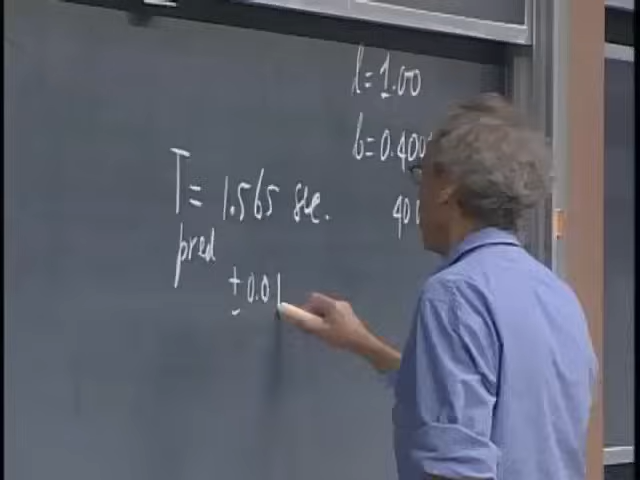 l = 1.00
b = 0.400
T = 1.565 sec.
pred
± 0.01